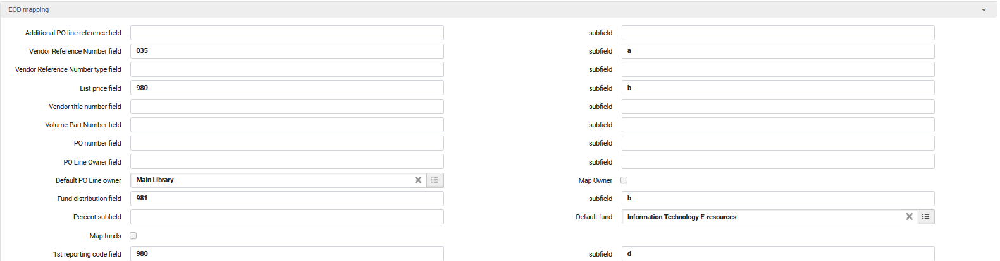 EOD mapping
Additional PO line reference field subfield
Vendor Reference Number field 035 subfield a
Vendor Reference Number type field subfield
List price field 980 subfield b
Vendor title number field subfield
Volume Part Number field subfield
PO number field subfield
PO Line Owner field subfield
Default PO Line owner Main Library Map Owner
Fund distribution field 981 subfield b
Percent subfield Default fund Information Technology E-resources
Map funds
1st reporting code field 980 subfield d